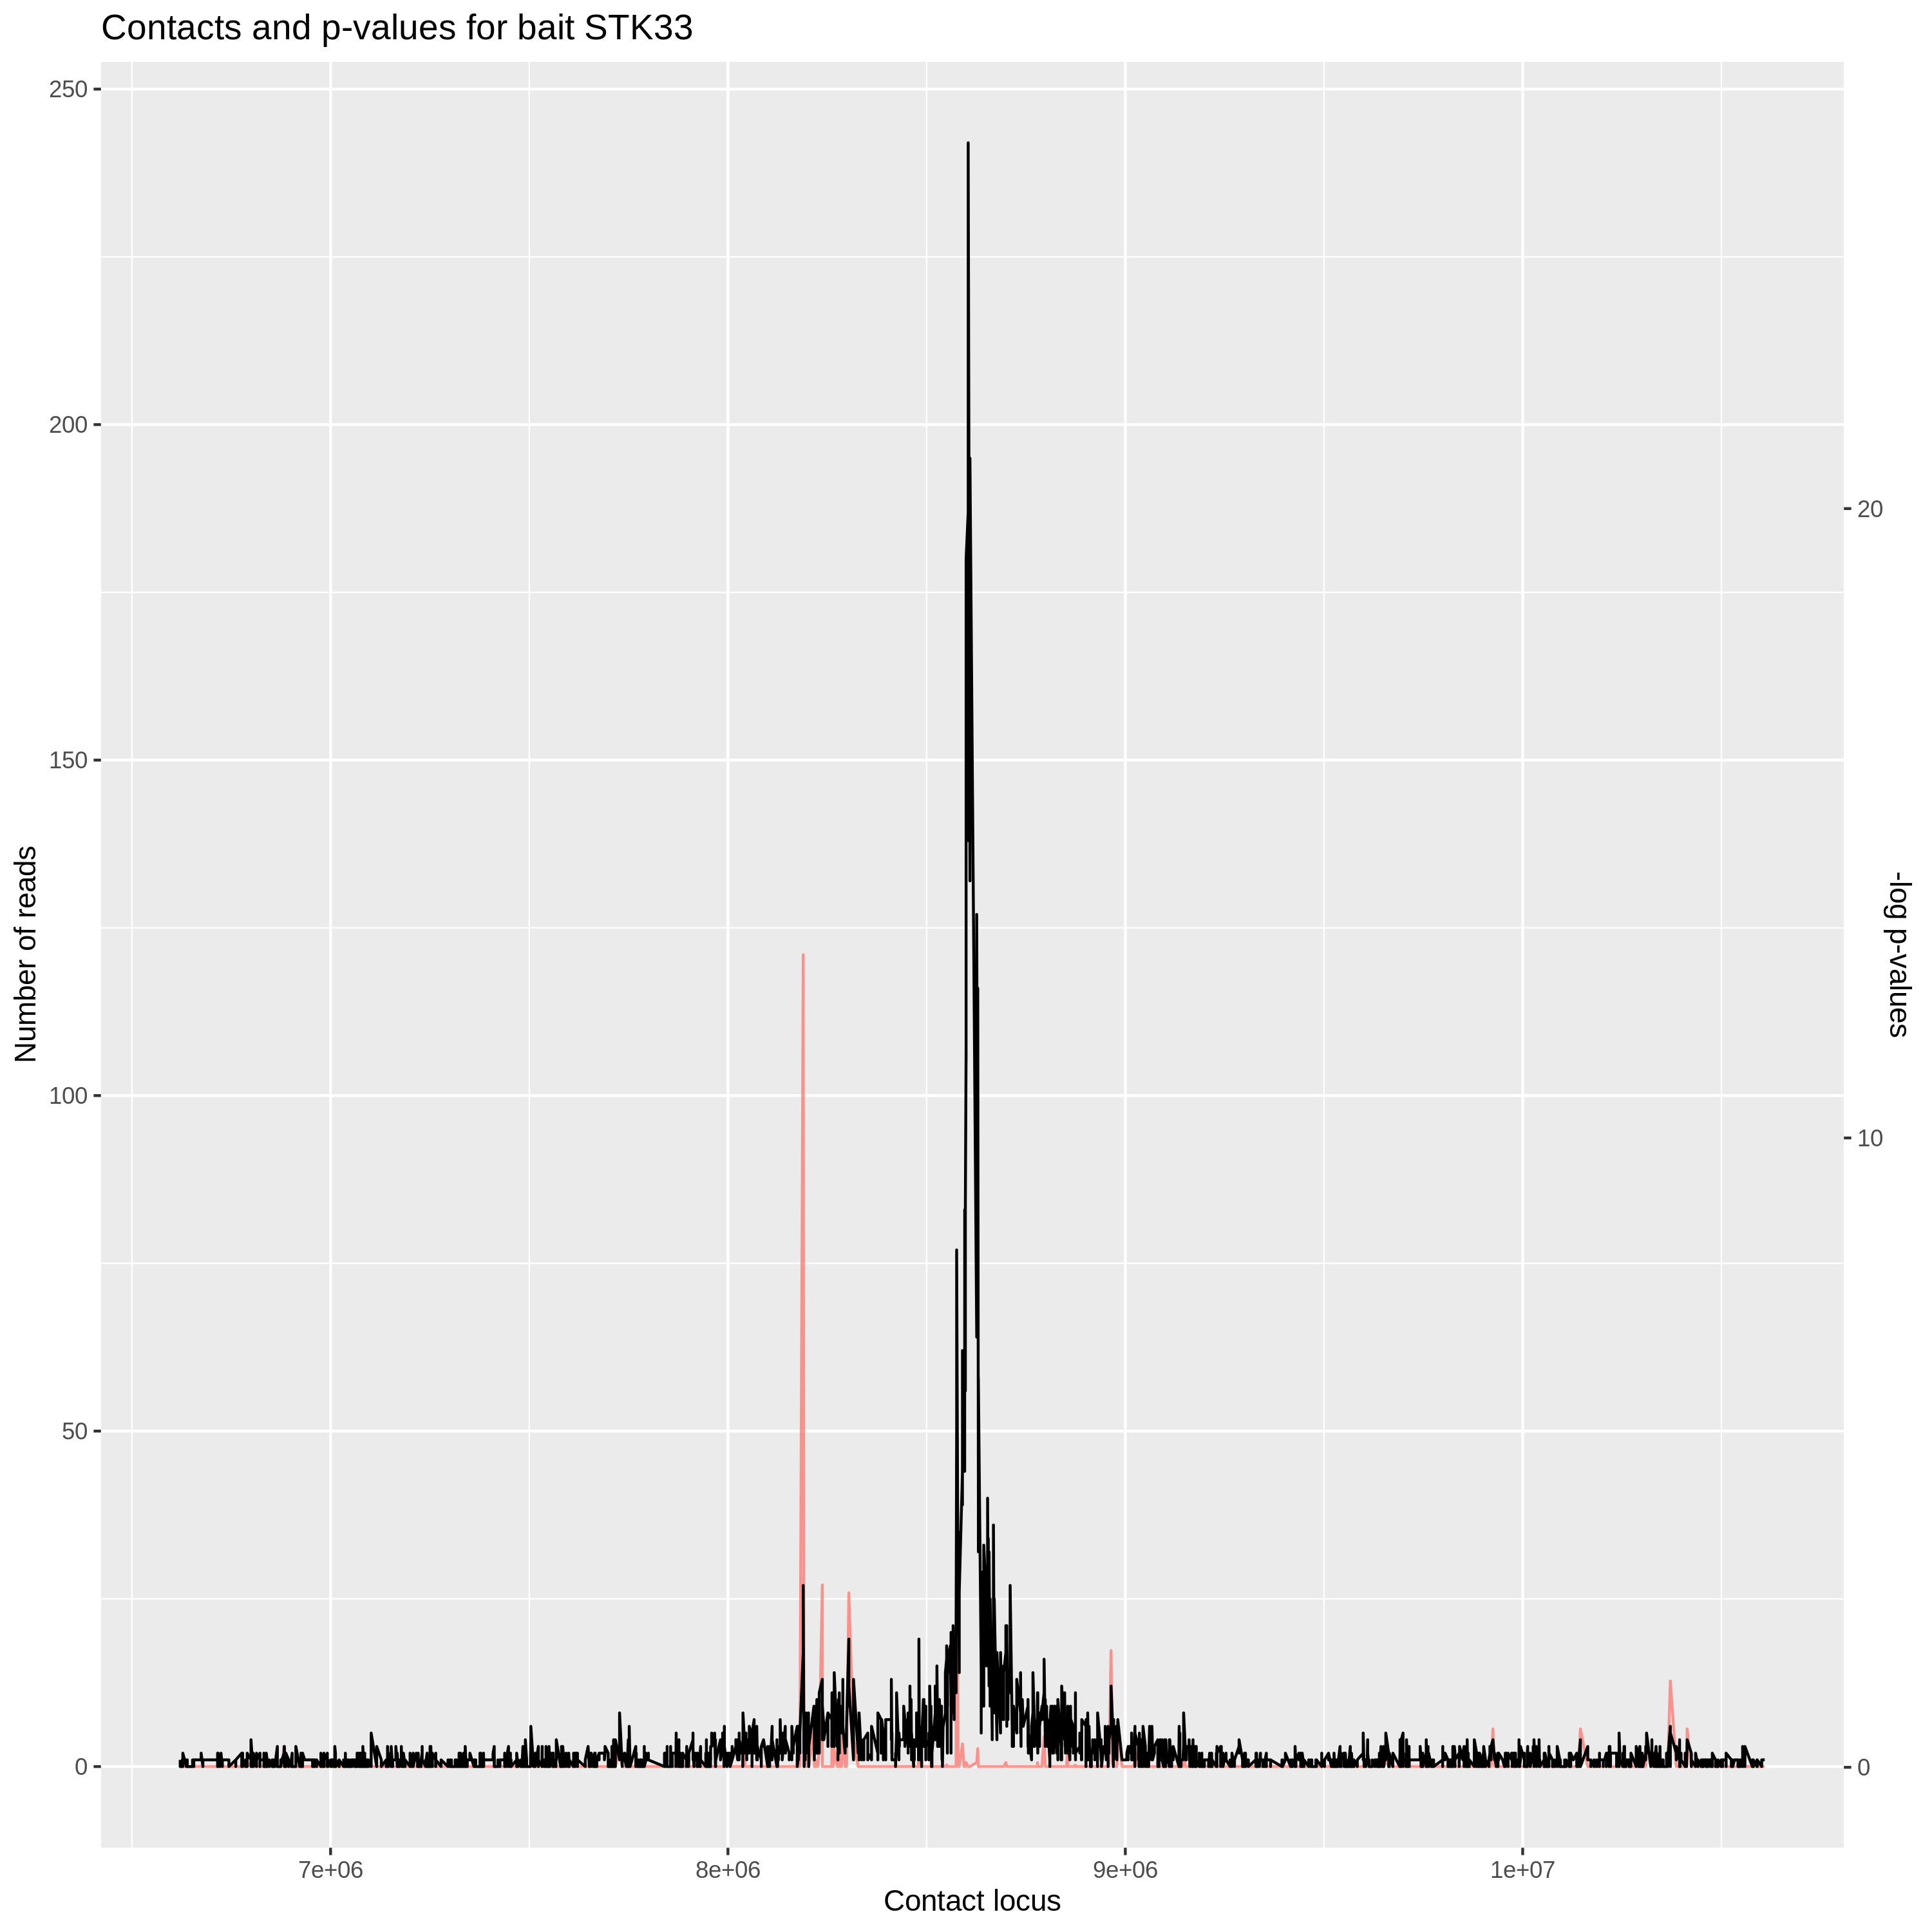 Contacts and p-values for bait STK33
250
200
150
100
50
0
Number of reads
20
10
0
-log p-values
7e+06
8e+06
9e+06
1e+07
Contact locus